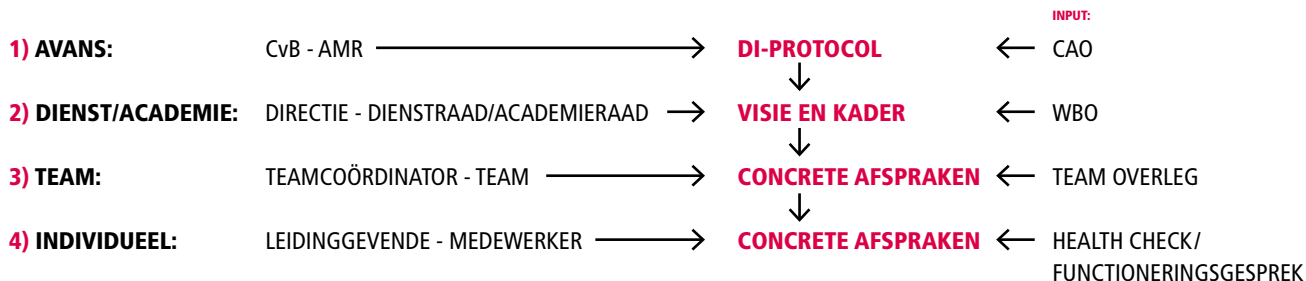 INPUT:
1) AVANS: CvB - AMR DI-PROTOCOL CAO
2) DIENST/ACADEMIE: DIRECTIE - DIENSTRAAD/ACADEMIERAAD VISIE EN KADER WBO
3) TEAM: TEAMCOÖRDINATOR - TEAM CONCRETE AFSPRAKEN TEAM OVERLEG
4) INDIVIDUEEL: LEIDINGGEVENDE - MEDEWERKER CONCRETE AFSPRAKEN HEALTH CHECK/
FUNCTIONERINGSGESPREK